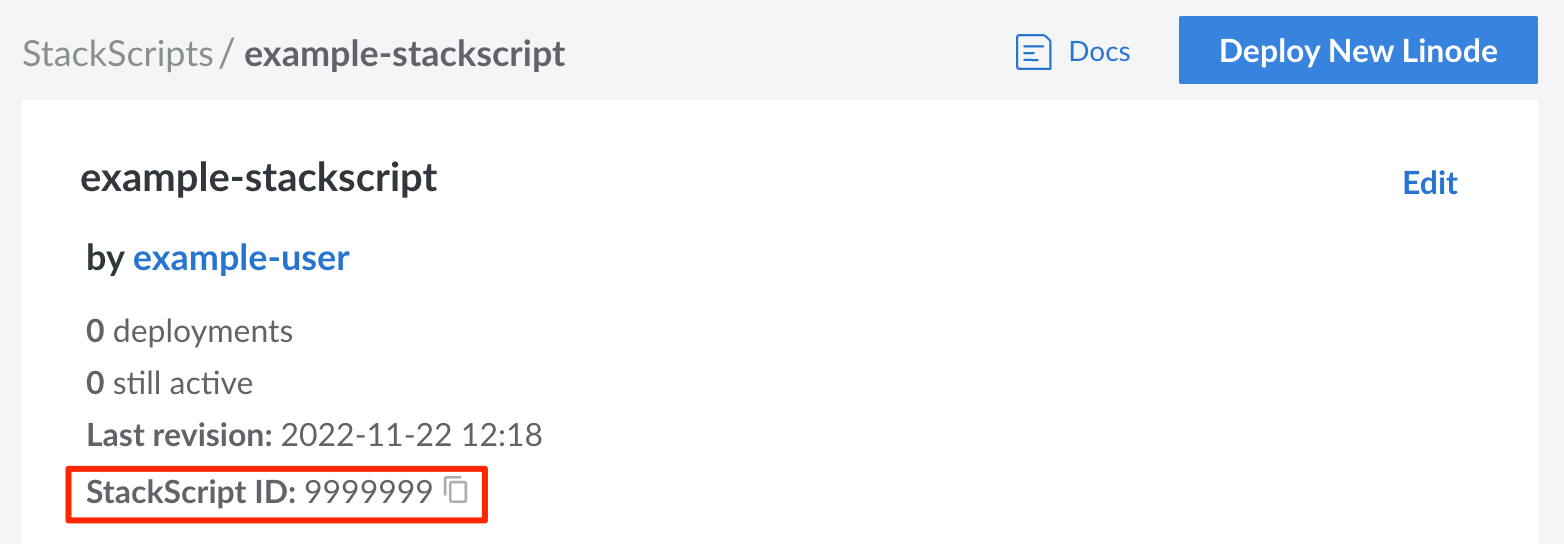 StackScripts / example-stackscript
Docs
Deploy New Linode
example-stackscript
Edit
by example-user
0 deployments
0 still active
Last revision: 2022-11-22 12:18
StackScript ID: 9999999